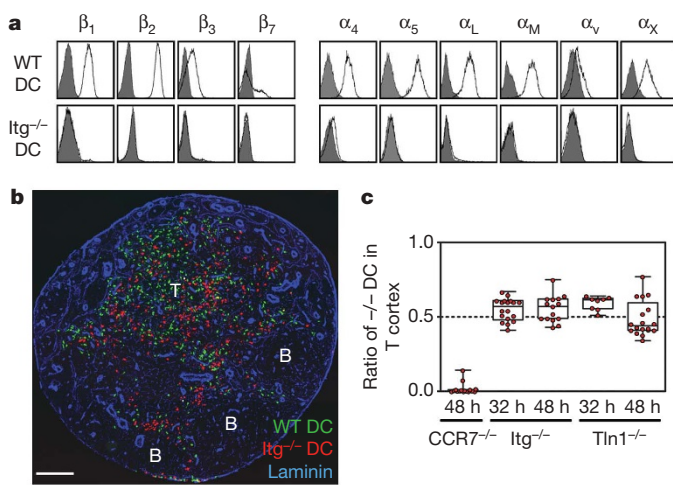 a
β1 β2 β3 β7 α4 α5 αL αM αv αX
WT
DC
Itg−/−
DC
b
T
B
B
B
WT DC
Itg−/− DC
Laminin
c
Ratio of −/− DC in
T cortex
1.0
0.5
0.0
48 h 32 h 48 h 32 h 48 h
CCR7−/− Itg−/− Tln1−/−